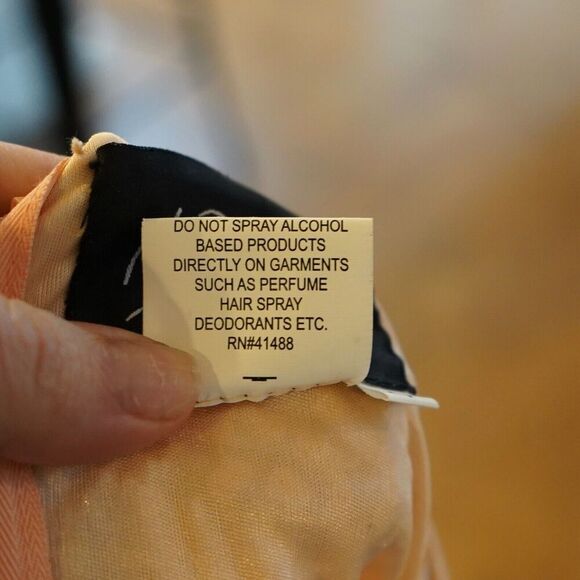 DO NOT SPRAY ALCOHOL
BASED PRODUCTS
DIRECTLY ON GARMENTS
SUCH AS PERFUME
HAIR SPRAY
DEODORANTS ETC.
RN#41488